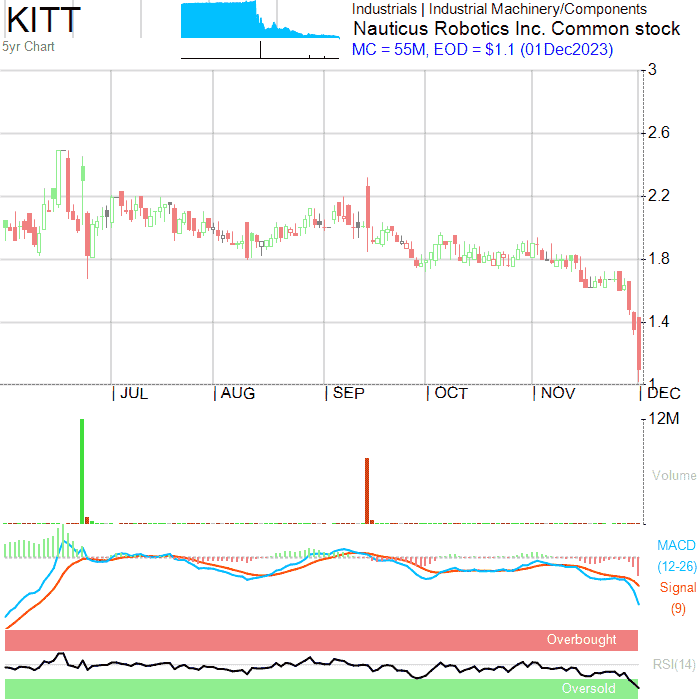 KITT
5yr Chart
Industrials | Industrial Machinery/Components
Nauticus Robotics Inc. Common stock
MC = 55M, EOD = $1.1 (01Dec2023)
3
2.6
2.2
1.8
1.4
1
JUL AUG SEP OCT NOV DEC
12M
Volume
MACD
(12-26)
Signal
(9)
Overbought
RSI(14)
Oversold